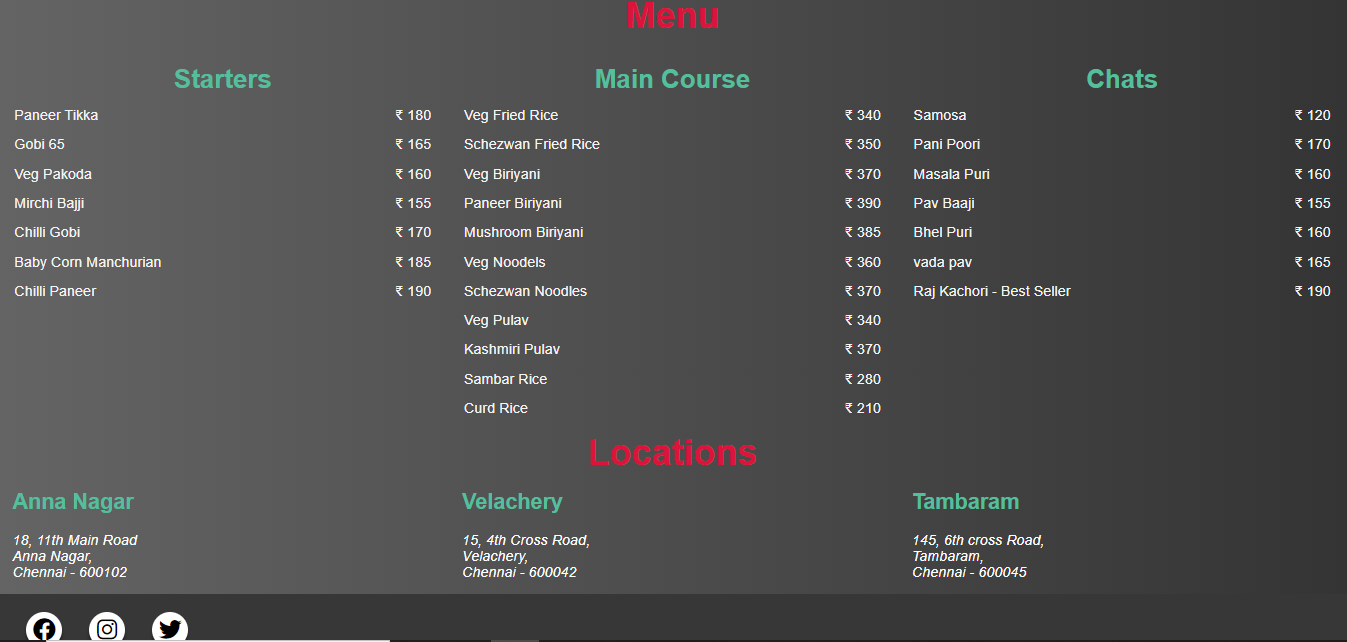 Menu
Starters
Paneer Tikka ₹ 180
Gobi 65 ₹ 165
Veg Pakoda ₹ 160
Mirchi Bajji ₹ 155
Chilli Gobi ₹ 170
Baby Corn Manchurian ₹ 185
Chilli Paneer ₹ 190
Main Course
Veg Fried Rice ₹ 340
Schezwan Fried Rice ₹ 350
Veg Biriyani ₹ 370
Paneer Biriyani ₹ 390
Mushroom Biriyani ₹ 385
Veg Noodels ₹ 360
Schezwan Noodles ₹ 370
Veg Pulav ₹ 340
Kashmiri Pulav ₹ 370
Sambar Rice ₹ 280
Curd Rice ₹ 210
Chats
Samosa ₹ 120
Pani Poori ₹ 170
Masala Puri ₹ 160
Pav Baaji ₹ 155
Bhel Puri ₹ 160
vada pav ₹ 165
Raj Kachori - Best Seller ₹ 190
Locations
Anna Nagar
18, 11th Main Road
Anna Nagar,
Chennai - 600102
Velachery
15, 4th Cross Road,
Velachery,
Chennai - 600042
Tambaram
145, 6th cross Road,
Tambaram,
Chennai - 600045